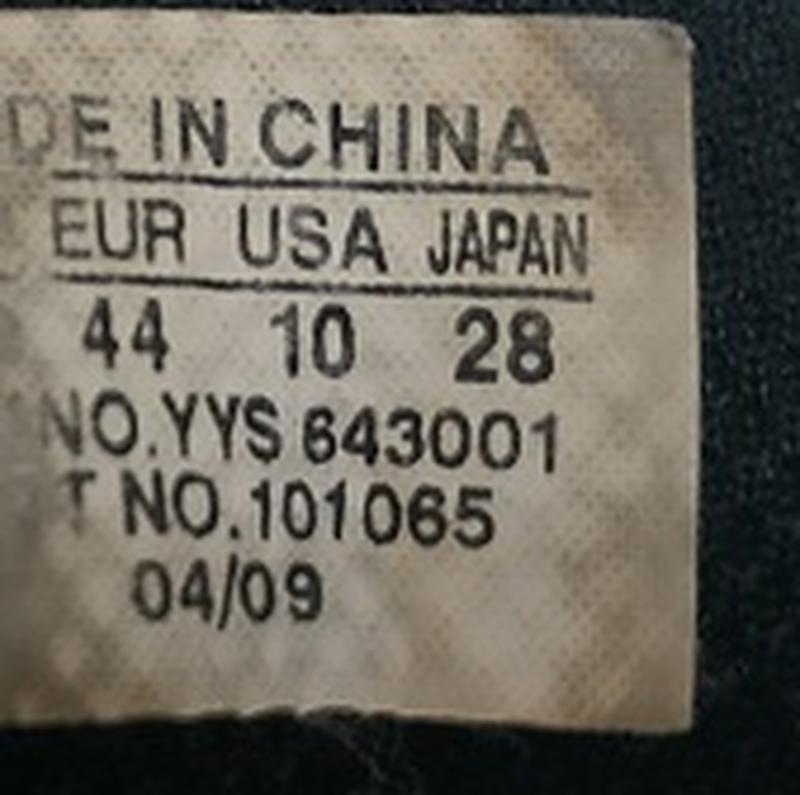 DE IN CHINA
EUR USA JAPAN
44 10 28
NO.YYS 643001
T NO.101065
04/09